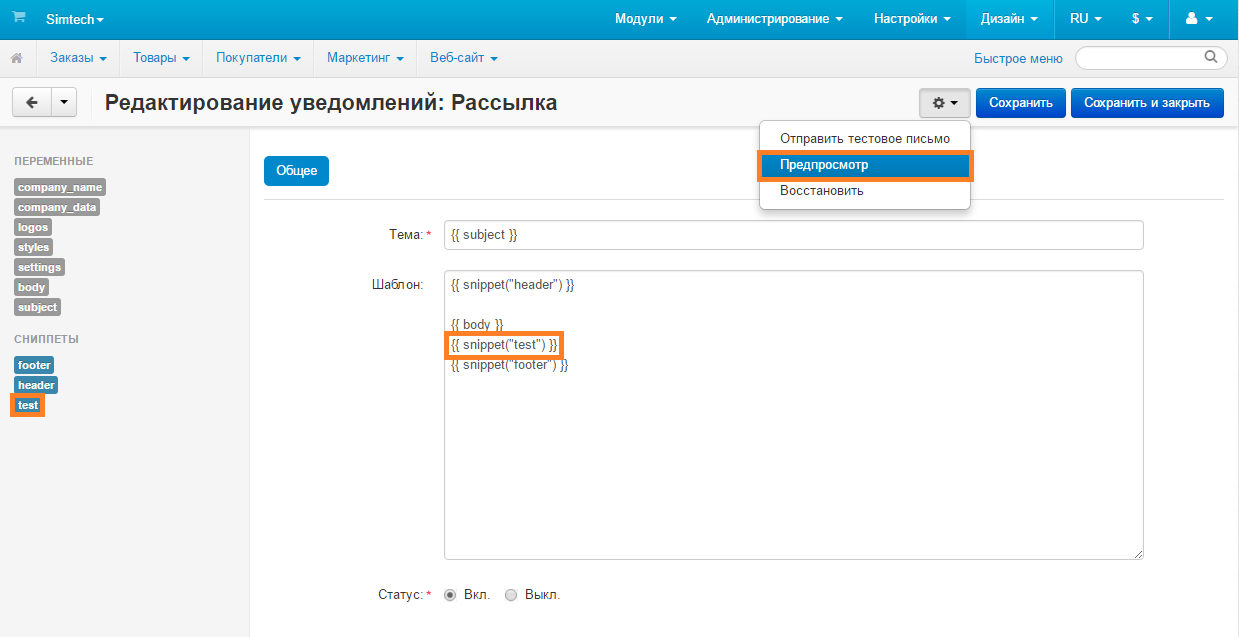 Simtech
Модули
Администрирование
Настройки
Дизайн
RU
$
Заказы
Товары
Покупатели
Маркетинг
Веб-сайт
Быстрое меню
Редактирование уведомлений: Рассылка
Сохранить
Сохранить и закрыть
Отправить тестовое письмо
Предпросмотр
Восстановить
ПЕРЕМЕННЫЕ
company_name
company_data
logos
styles
settings
body
subject
СНИППЕТЫ
footer
header
test
Общее
Тема:*
{{ subject }}
Шаблон:
{{ snippet("header") }}
{{ body }}
{{ snippet("test") }}
{{ snippet("footer") }}
Статус:*
Вкл.
Выкл.